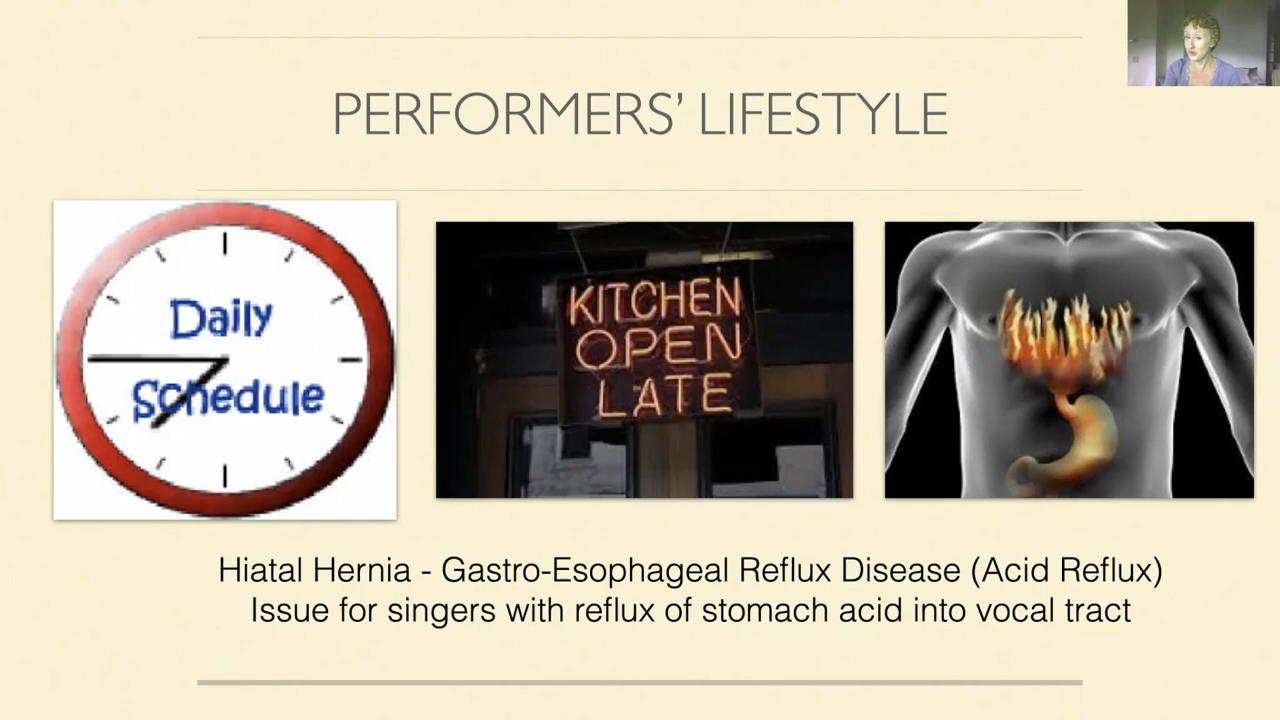 PERFORMERS’ LIFESTYLE
Daily
Schedule
KITCHEN
OPEN
LATE
Hiatal Hernia - Gastro-Esophageal Reflux Disease (Acid Reflux)
Issue for singers with reflux of stomach acid into vocal tract